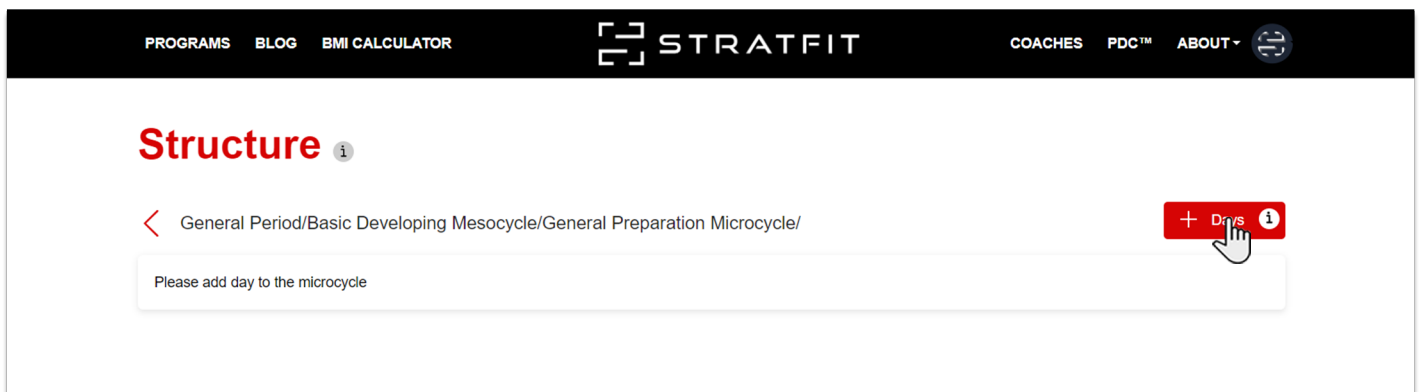 PROGRAMS BLOG BMI CALCULATOR STRATFIT COACHES PDC™ ABOUT
Structure i
General Period/Basic Developing Mesocycle/General Preparation Microcycle/ + Days i
Please add day to the microcycle